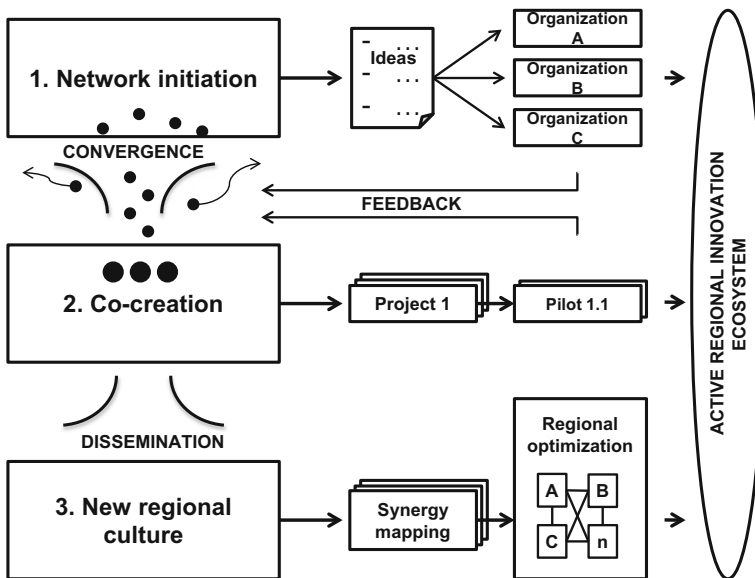 1. Network initiation
- ...
Ideas
- ...
- ...
Organization
A
Organization
B
Organization
C
CONVERGENCE
FEEDBACK
2. Co-creation
Project 1
Pilot 1.1
DISSEMINATION
3. New regional
culture
Synergy
mapping
Regional
optimization
A B
C n
ACTIVE REGIONAL INNOVATION
ECOSYSTEM